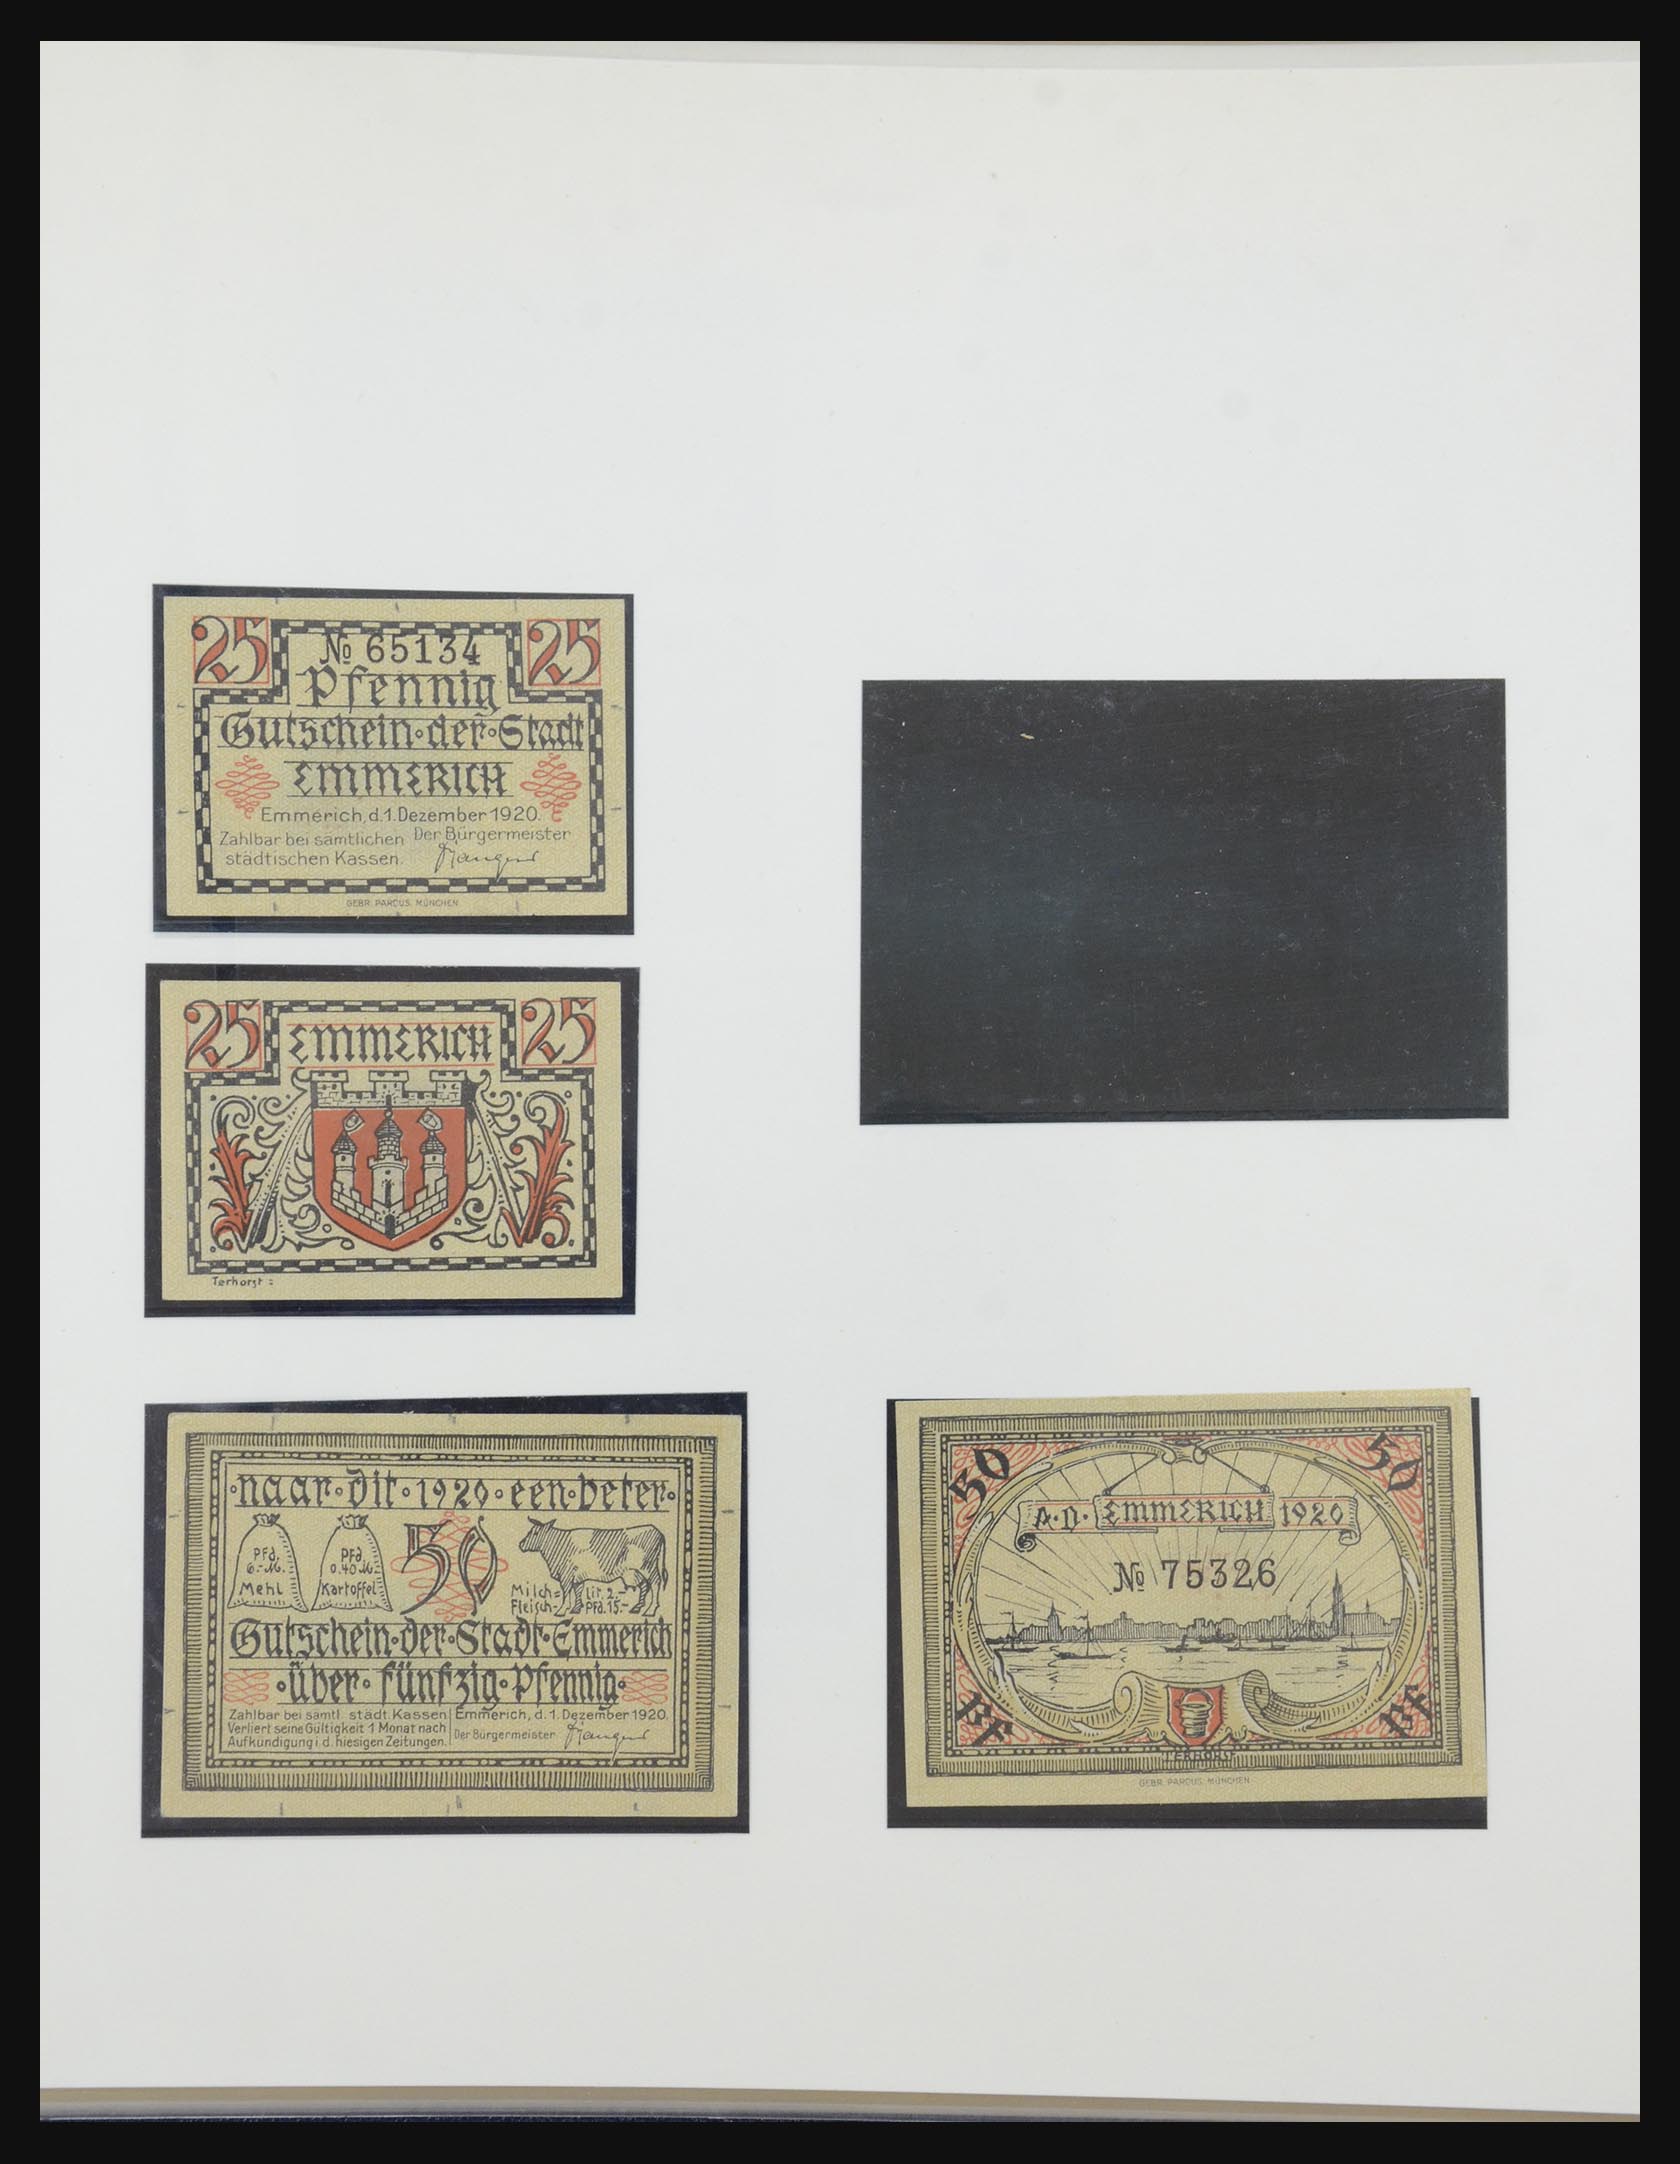 25 25
№ 65134
Pfennig
Gutschein·der·Stadt
EMMERICH
Emmerich, d. 1. Dezember 1920.
Zahlbar bei sämtlichen Der Bürgermeister
städtischen Kassen.
GEBR. PARCUS. MÜNCHEN
25 EMMERICH 25
Terhorst:
·naar·dit·1920·een·beter·
Pfd. 6.-M. Mehl
Pfd. 0.40 M. Kartoffel
50
Milch= Lit. 2.-
Fleisch- Pfd. 15.-
Gutschein·der·Stadt·Emmerich
·über·fünfzig·Pfennig·
Zahlbar bei sämtl. städt. Kassen
Verliert seine Gültigkeit 1 Monat nach
Aufkündigung i. d. hiesigen Zeitungen.
Emmerich, d. 1. Dezember 1920.
Der Bürgermeister
50 50
A·D· EMMERICH 1920
№ 75326
PF PF
TERHORST
GEBR. PARCUS. MÜNCHEN